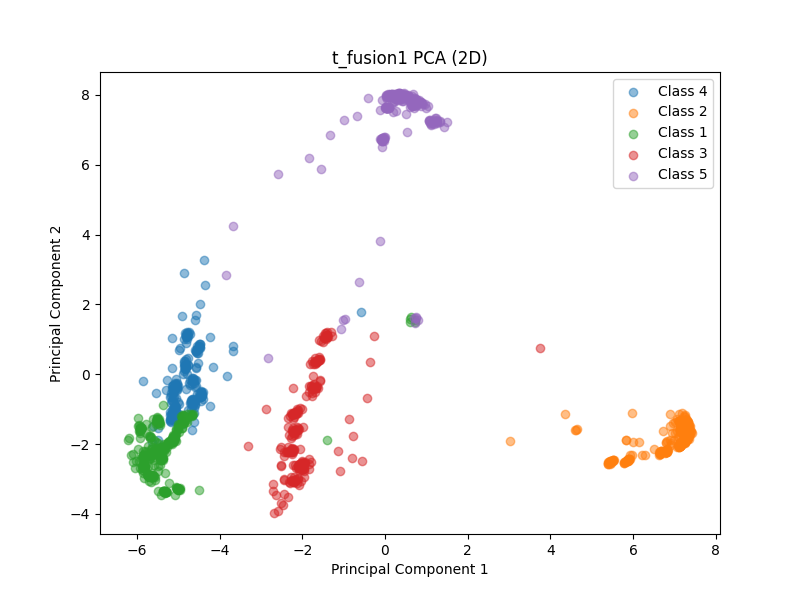 t_fusion1 PCA (2D)
Class 4
Class 2
Class 1
Class 3
Class 5
8
6
4
2
0
−2
−4
Principal Component 2
−6
−4
−2
0
2
4
6
8
Principal Component 1